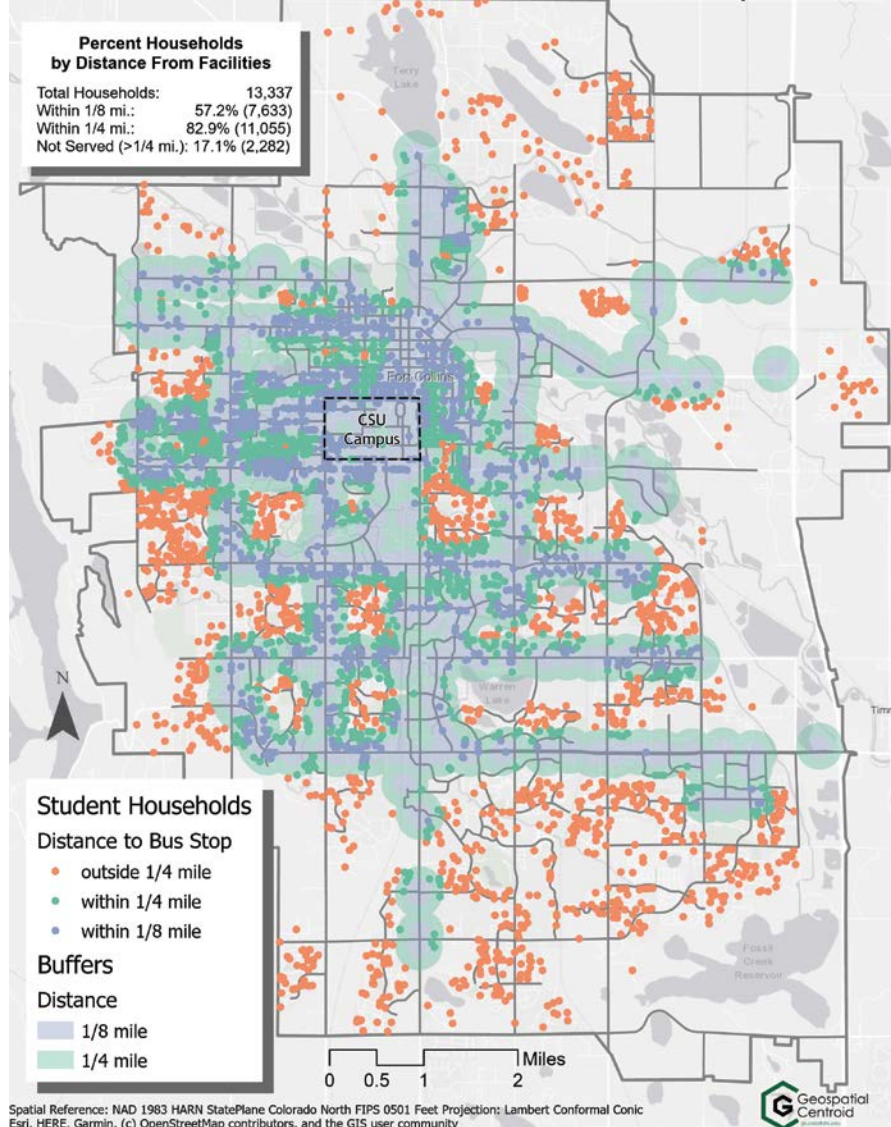 Percent Households
by Distance From Facilities
Total Households: 13,337
Within 1/8 mi.: 57.2% (7,633)
Within 1/4 mi.: 82.9% (11,055)
Not Served (>1/4 mi.): 17.1% (2,282)
Terry
Lake
Fort Collins
CSU
Campus
Warren
Lake
N
Timn
Student Households
Distance to Bus Stop
outside 1/4 mile
within 1/4 mile
within 1/8 mile
Buffers
Distance
1/8 mile
1/4 mile
Fossil
Creek
Reservoir
Miles
0 0.5 1 2
Spatial Reference: NAD 1983 HARN StatePlane Colorado North FIPS 0501 Feet Projection: Lambert Conformal Conic
Esri, HERE, Garmin, (c) OpenStreetMap contributors, and the GIS user community
Geospatial
Centroid